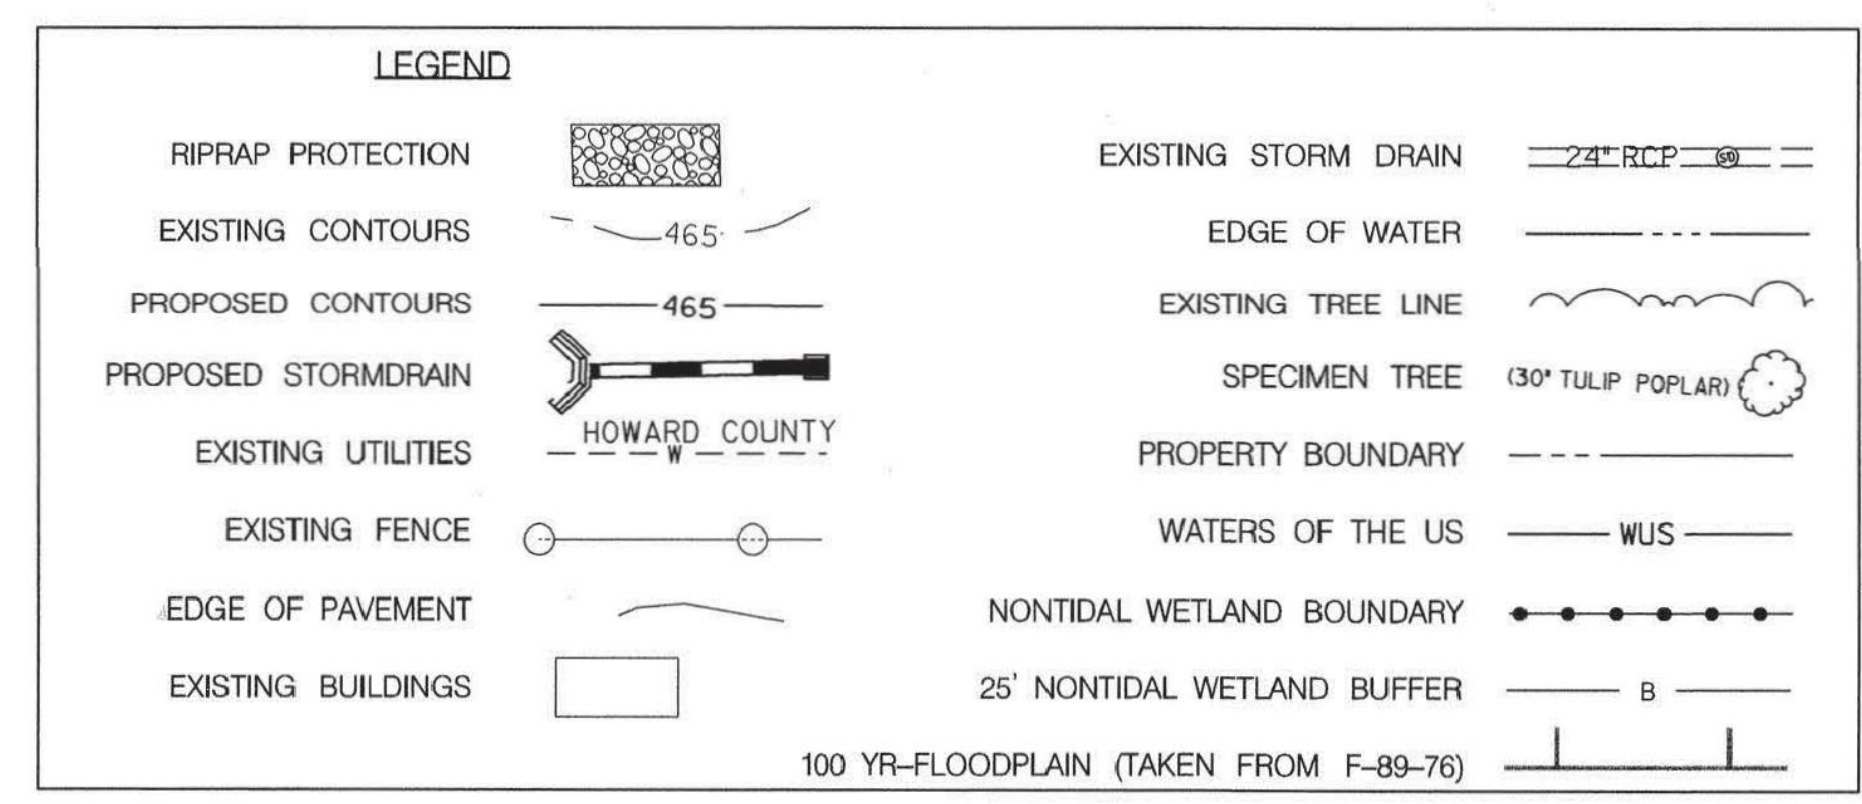 LEGEND
RIPRAP PROTECTION
EXISTING CONTOURS 465
PROPOSED CONTOURS 465
PROPOSED STORMDRAIN
HOWARD COUNTY
EXISTING UTILITIES W
EXISTING FENCE
EDGE OF PAVEMENT
EXISTING BUILDINGS
EXISTING STORM DRAIN 24" RCP SD
EDGE OF WATER
EXISTING TREE LINE
SPECIMEN TREE (30" TULIP POPLAR)
PROPERTY BOUNDARY
WATERS OF THE US WUS
NONTIDAL WETLAND BOUNDARY
25' NONTIDAL WETLAND BUFFER B
100 YR-FLOODPLAIN (TAKEN FROM F-89-76)